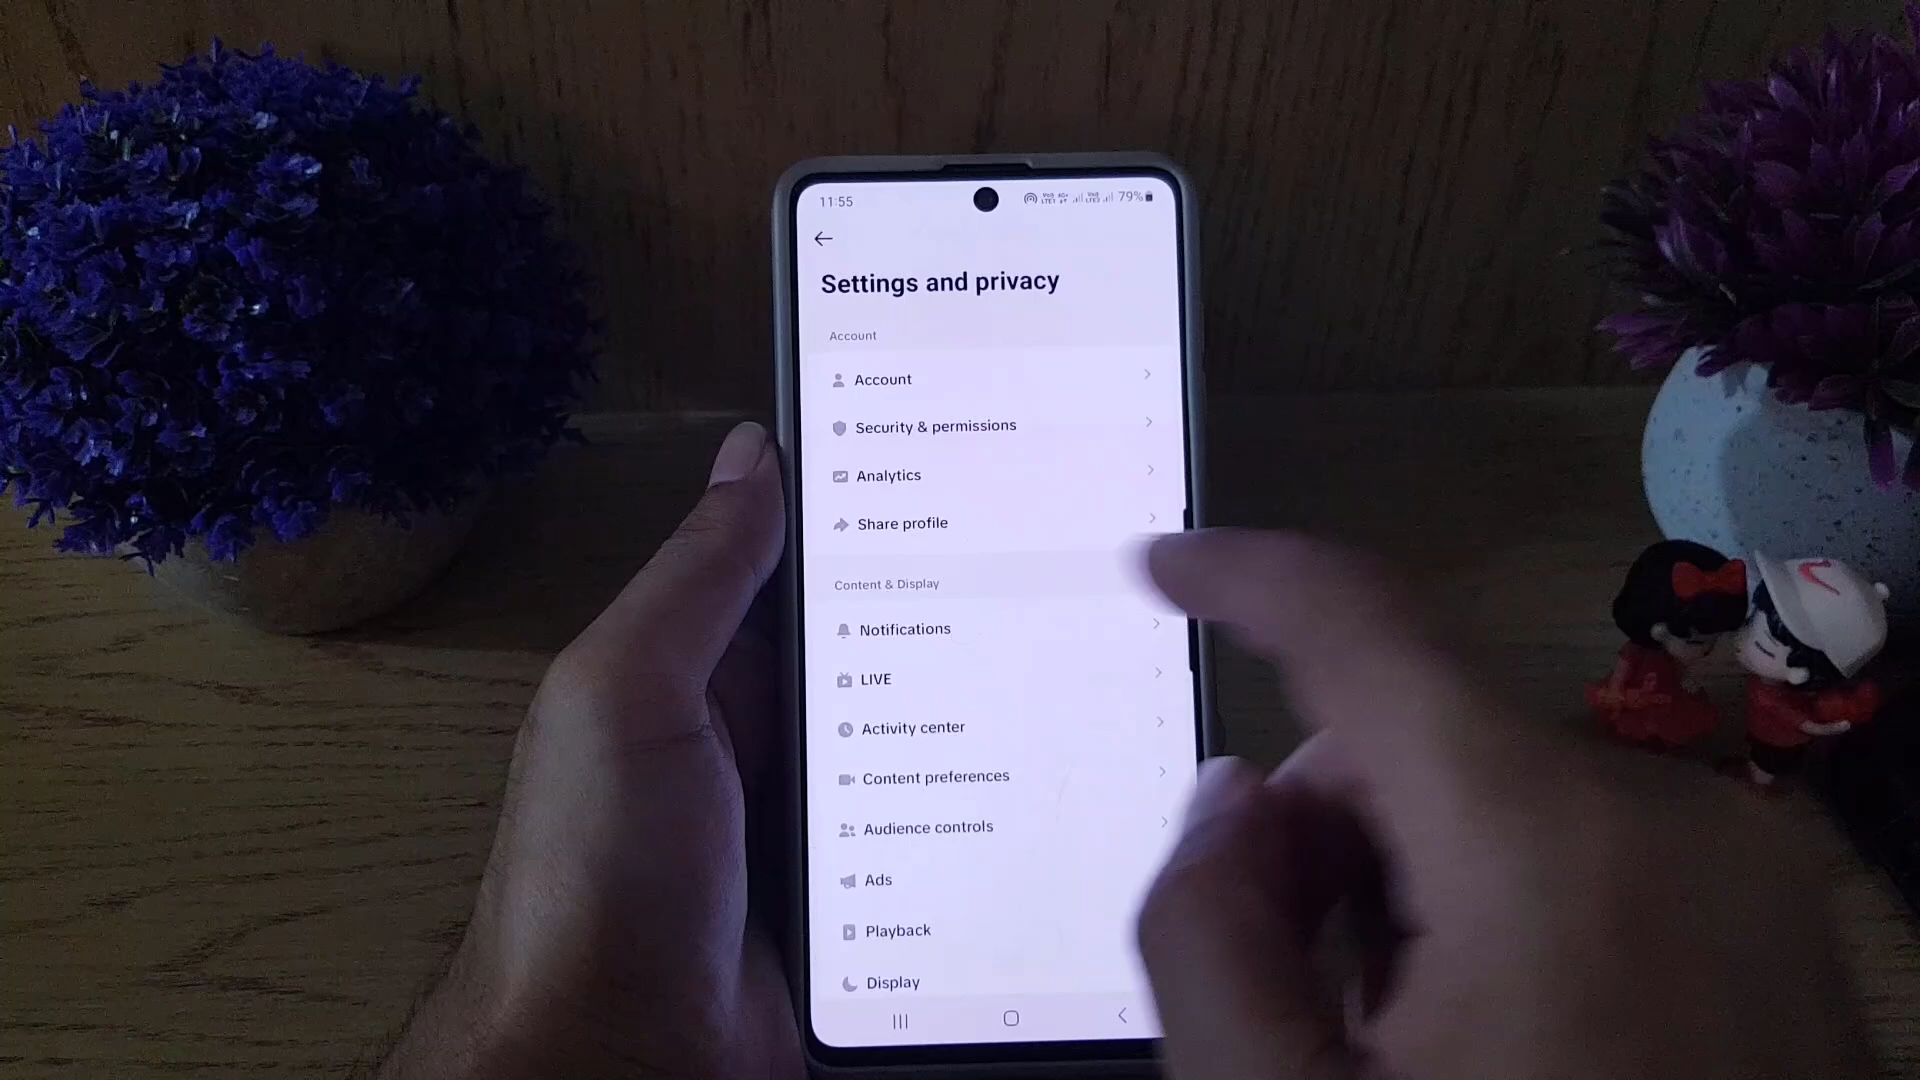 11:55
79%
Settings and privacy
Account
Account
Security & permissions
Analytics
Share profile
Content & Display
Notifications
LIVE
Activity center
Content preferences
Audience controls
Ads
Playback
Display